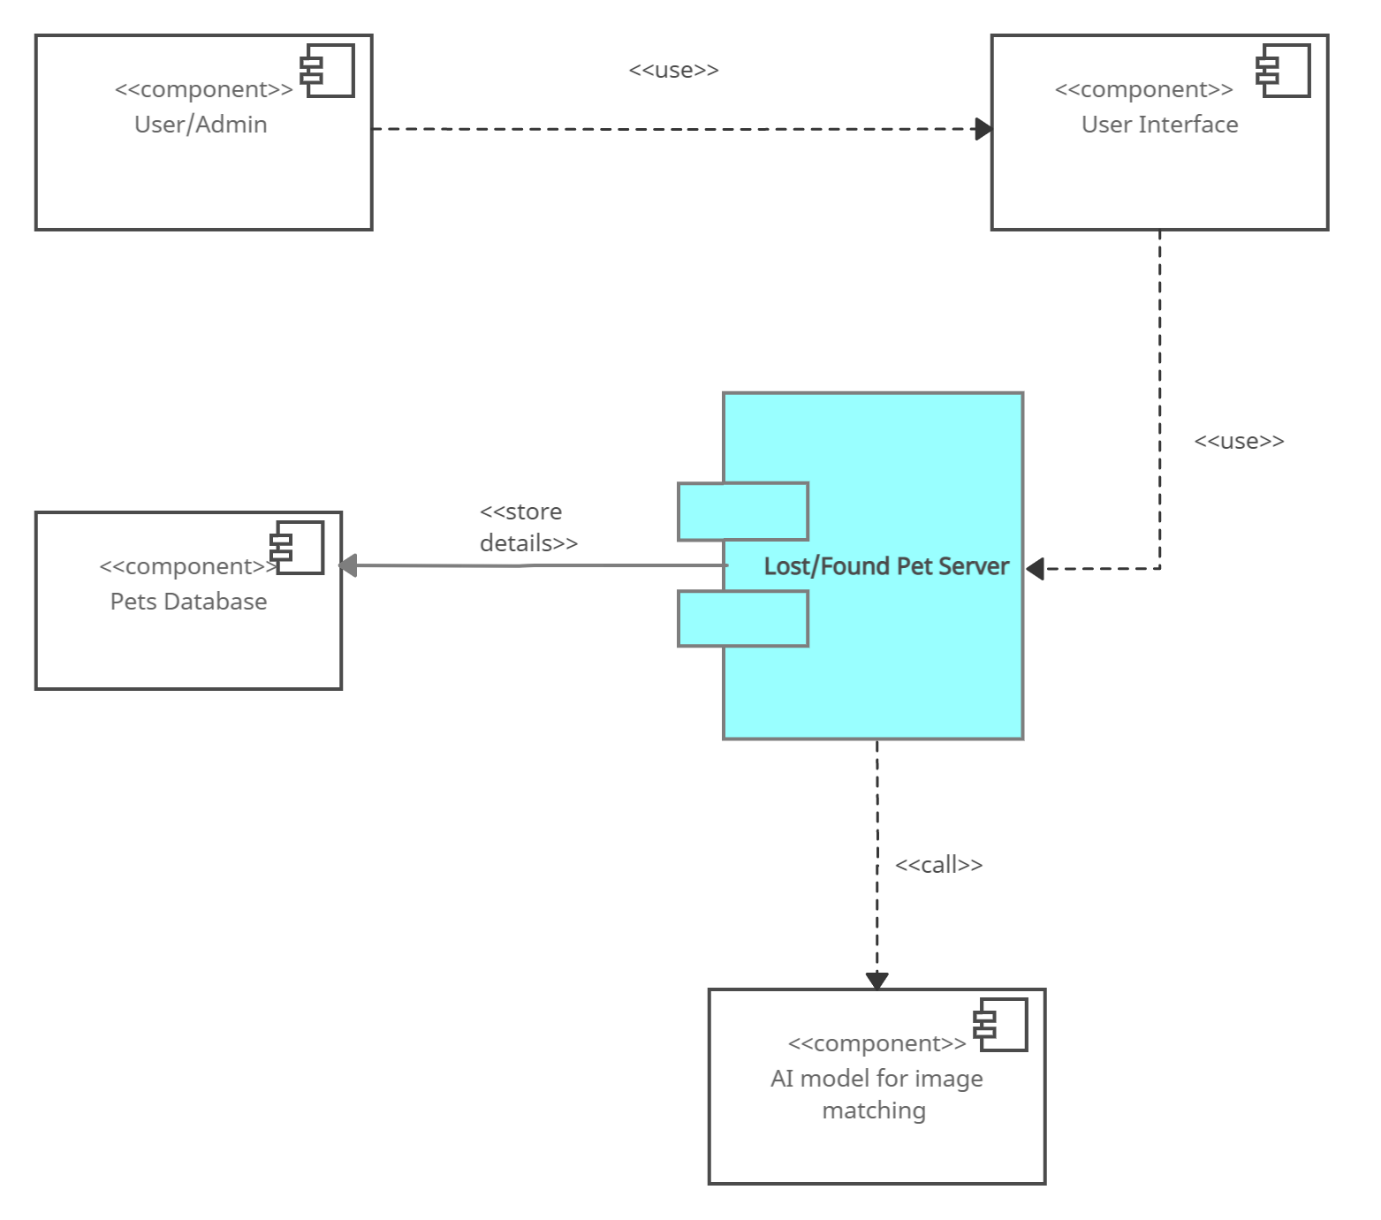 <<component>>
User/Admin
<<use>>
<<component>>
User Interface
<<use>>
<<store
details>>
<<component>>
Pets Database
Lost/Found Pet Server
<<call>>
<<component>>
AI model for image
matching